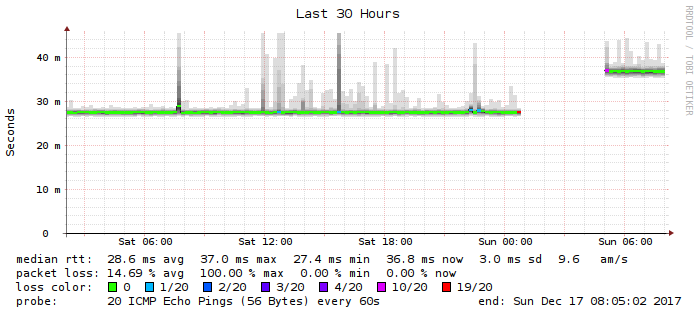 Last 30 Hours
RRDTOOL / TOBI OETIKER
Seconds
40 m
30 m
20 m
10 m
0
Sat 06:00 Sat 12:00 Sat 18:00 Sun 00:00 Sun 06:00
median rtt: 28.6 ms avg 37.0 ms max 27.4 ms min 36.8 ms now 3.0 ms sd 9.6 am/s
packet loss: 14.69 % avg 100.00 % max 0.00 % min 0.00 % now
loss color: 0 1/20 2/20 3/20 4/20 10/20 19/20
probe: 20 ICMP Echo Pings (56 Bytes) every 60s end: Sun Dec 17 08:05:02 2017